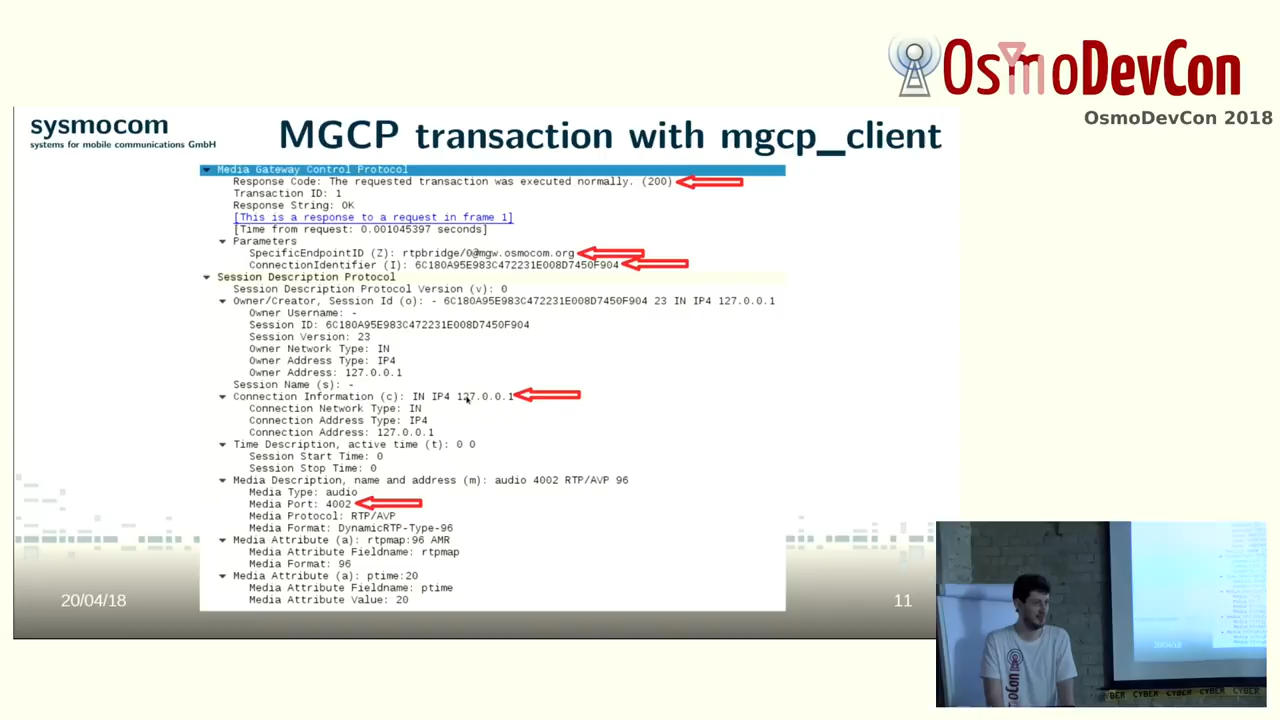 OsmoDevCon
OsmoDevCon 2018
sysmocom
systems for mobile communications GmbH
MGCP transaction with mgcp_client
Media Gateway Control Protocol
Response Code: The requested transaction was executed normally. (200)
Transaction ID: 1
Response String: OK
[This is a response to a request in frame 1]
[Time from request: 0.001045397 seconds]
Parameters
SpecificEndpointID (Z): rtpbridge/0@mgw.osmocom.org
ConnectionIdentifier (I): 6C180A95E983C472231E008D7450F904
Session Description Protocol
Session Description Protocol Version (v): 0
Owner/Creator, Session Id (o): - 6C180A95E983C472231E008D7450F904 23 IN IP4 127.0.0.1
Owner Username: -
Session ID: 6C180A95E983C472231E008D7450F904
Session Version: 23
Owner Network Type: IN
Owner Address Type: IP4
Owner Address: 127.0.0.1
Session Name (s): -
Connection Information (c): IN IP4 127.0.0.1
Connection Network Type: IN
Connection Address Type: IP4
Connection Address: 127.0.0.1
Time Description, active time (t): 0 0
Session Start Time: 0
Session Stop Time: 0
Media Description, name and address (m): audio 4002 RTP/AVP 96
Media Type: audio
Media Port: 4002
Media Protocol: RTP/AVP
Media Format: DynamicRTP-Type-96
Media Attribute (a): rtpmap:96 AMR
Media Attribute Fieldname: rtpmap
Media Format: 96
Media Attribute (a): ptime:20
Media Attribute Fieldname: ptime
Media Attribute Value: 20
20/04/18
11
20/04/18
CYBER CYBER CYBER CYBER